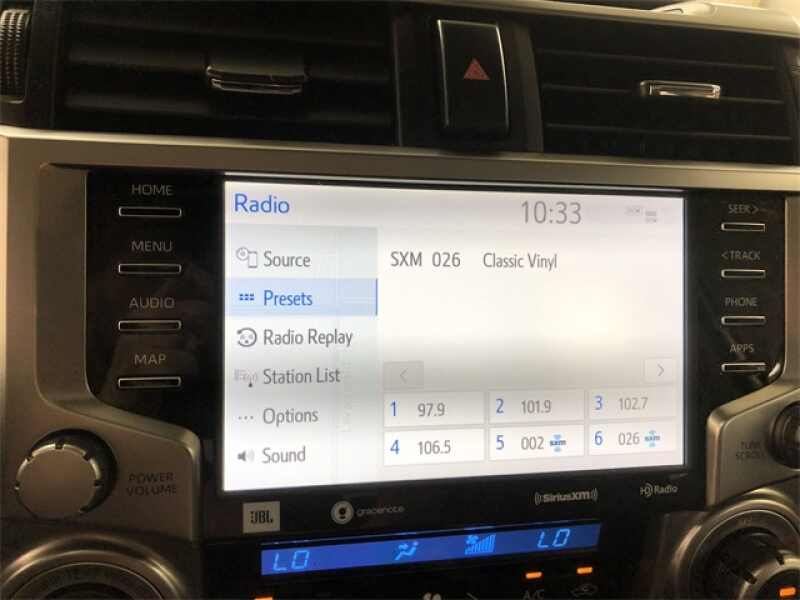 HOME
MENU
AUDIO
MAP
POWER
VOLUME
Radio
10:33
Source
Presets
Radio Replay
Station List
Options
Sound
SXM 026 Classic Vinyl
1 97.9
2 101.9
3 102.7
4 106.5
5 002 sxm
6 026 sxm
SEEK >
< TRACK
PHONE
APPS
TUNE
SCROLL
JBL
gracenote
((SiriusXM))
HD Radio
LO
LO
A/C